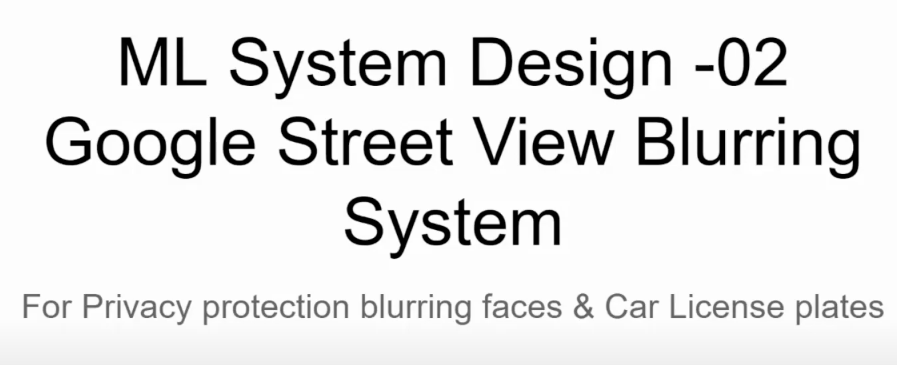 ML System Design -02
Google Street View Blurring
System
For Privacy protection blurring faces & Car License plates